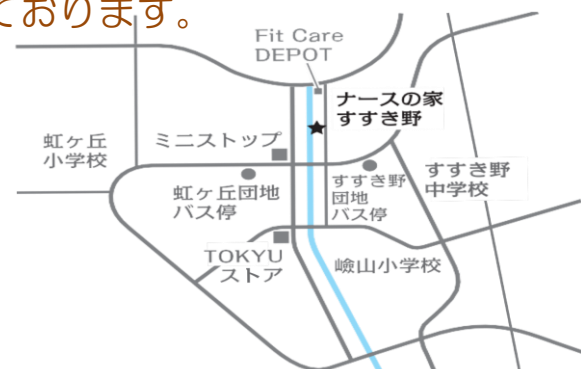 ております。
Fit Care
DEPOT
ナースの家
すすき野
虹ヶ丘
小学校
ミニストップ
虹ヶ丘団地
バス停
すすき野
団地
バス停
すすき野
中学校
TOKYU
ストア
嶮山小学校